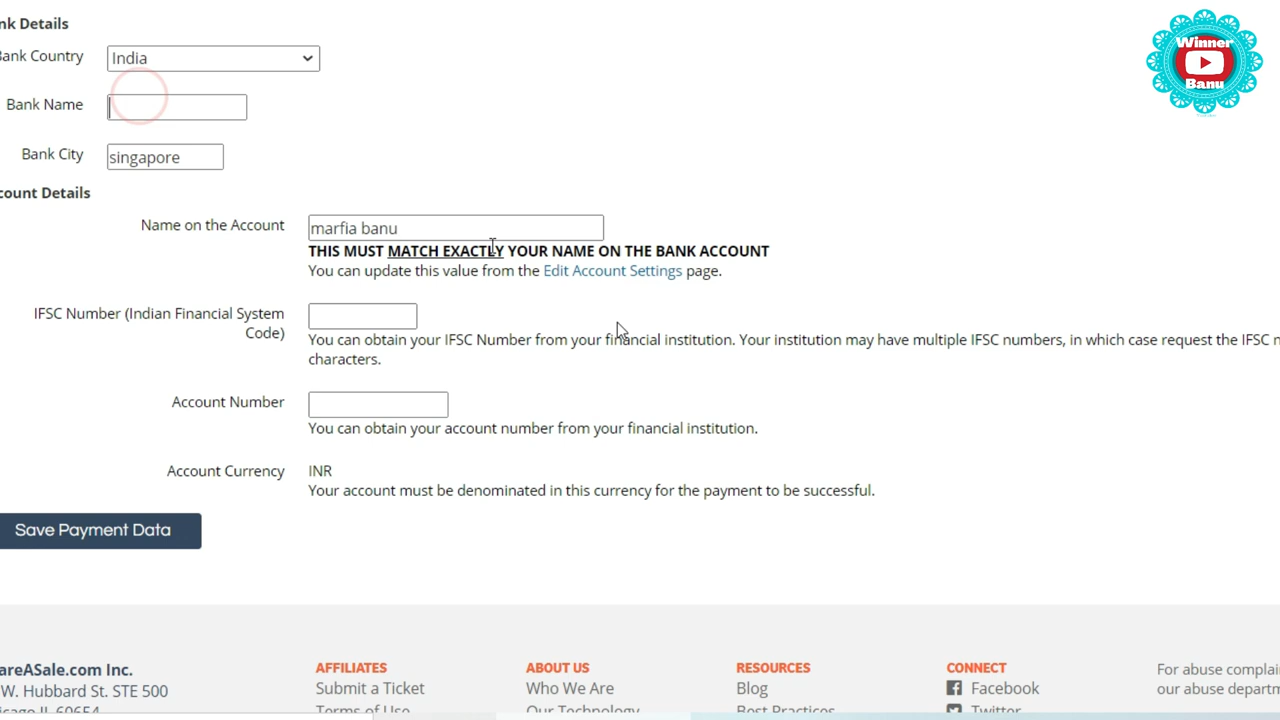 nk Details
Bank Country
India
Bank Name
Bank City
singapore
count Details
Name on the Account
marfia banu
THIS MUST MATCH EXACTLY YOUR NAME ON THE BANK ACCOUNT
You can update this value from the Edit Account Settings page.
IFSC Number (Indian Financial System
Code)
You can obtain your IFSC Number from your financial institution. Your institution may have multiple IFSC numbers, in which case request the IFSC n
characters.
Account Number
You can obtain your account number from your financial institution.
Account Currency
INR
Your account must be denominated in this currency for the payment to be successful.
Save Payment Data
areASale.com Inc.
W. Hubbard St. STE 500
icago IL 60654
AFFILIATES
Submit a Ticket
Terms of Use
ABOUT US
Who We Are
Our Technology
RESOURCES
Blog
Best Practices
CONNECT
Facebook
Twitter
For abuse complai
our abuse departm
Winner
Banu